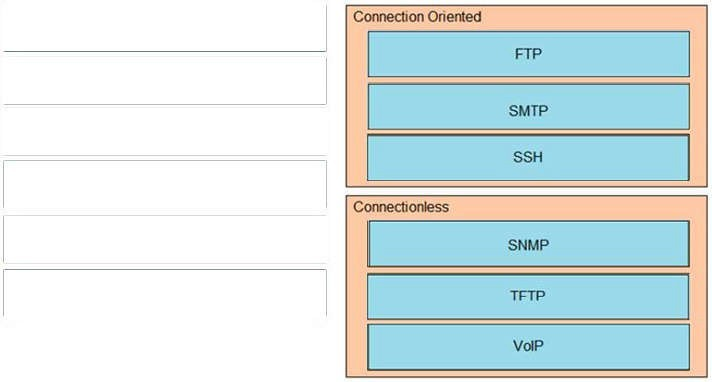 Connection Oriented
FTP
SMTP
SSH
Connectionless
SNMP
TFTP
VoIP